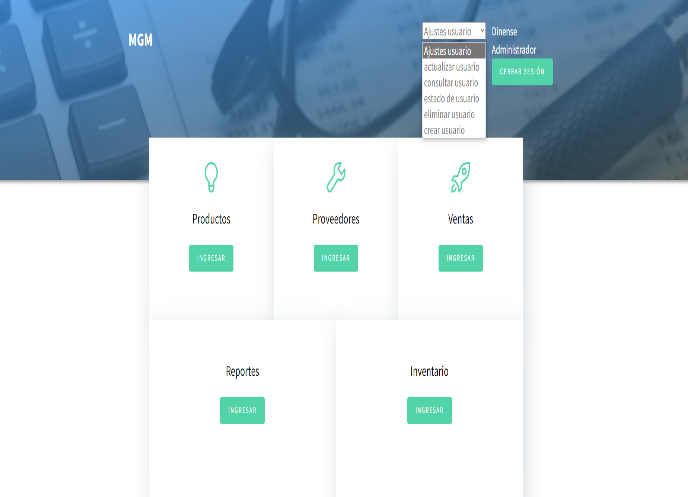 MGM
Ajustes usuario
Dinense
Ajustes usuario
Administrador
actualizar usuario
CERRAR SESIÓN
consultar usuario
estado de usuario
eliminar usuario
crear usuario
Productos
Proveedores
Ventas
INGRESAR
INGRESAR
INGRESAR
Reportes
Inventario
INGRESAR
INGRESAR